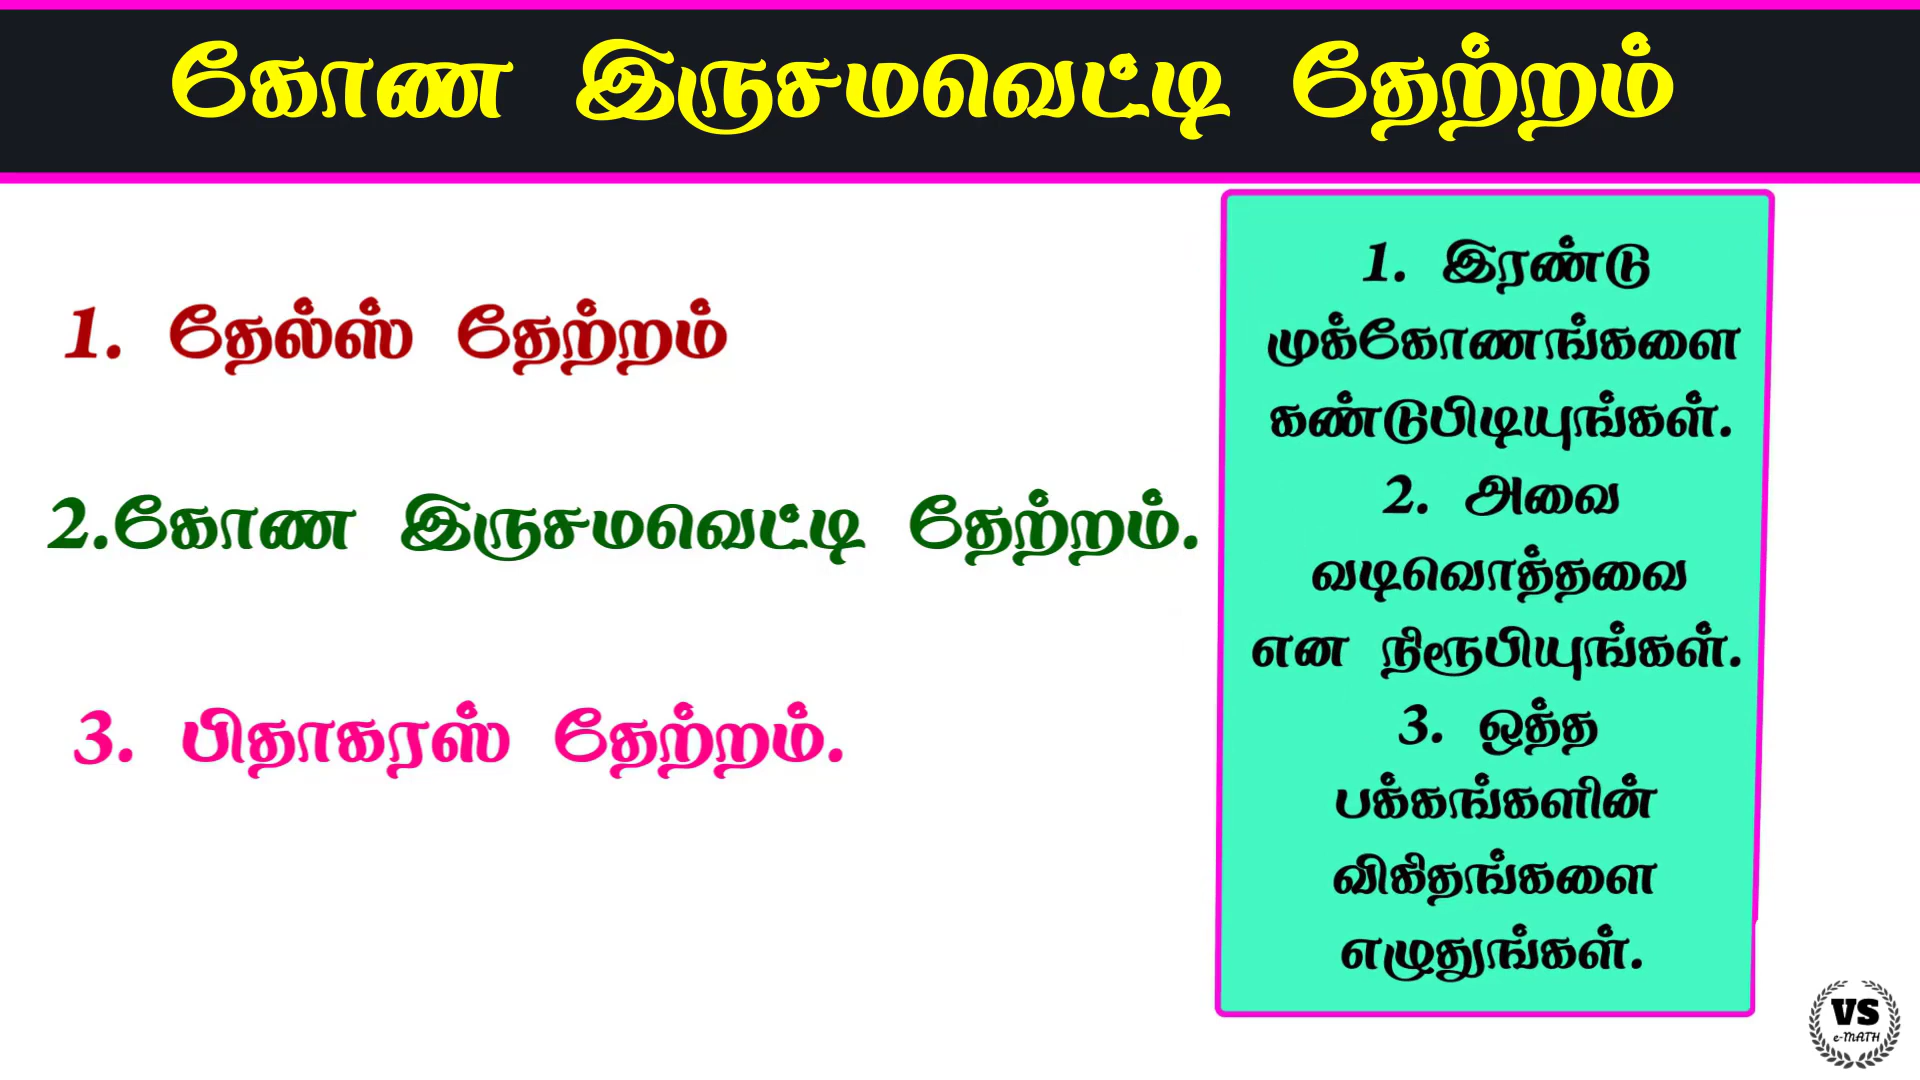 கோண இருசமவெட்டி தேற்றம்
1. தேல்ஸ் தேற்றம்
2.கோண இருசமவெட்டி தேற்றம்.
3. பிதாகரஸ் தேற்றம்.
1. இரண்டு
முக்கோணங்களை
கண்டுபிடியுங்கள்.
2. அவை
வடிவொத்தவை
என நிரூபியுங்கள்.
3. ஒத்த
பக்கங்களின்
விகிதங்களை
எழுதுங்கள்.
VS
e-MATH